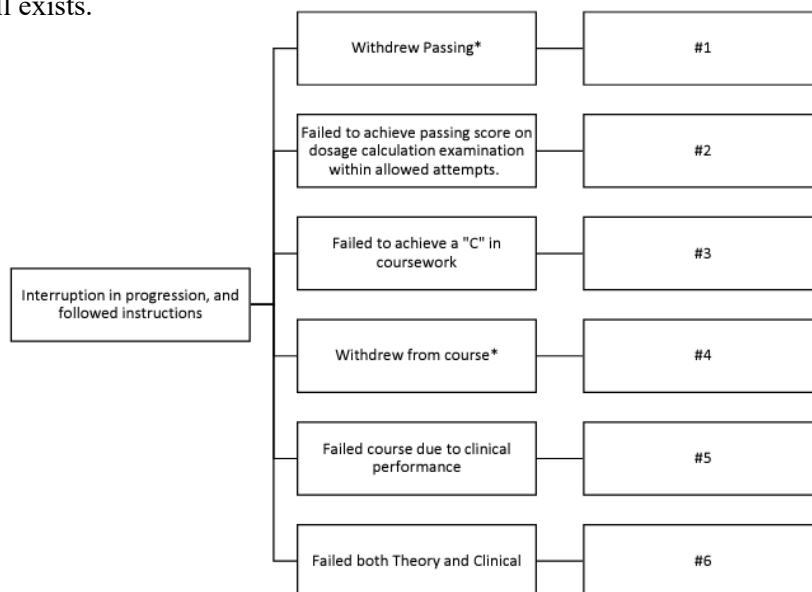 exists.
Withdrew Passing*
#1
Failed to achieve passing score on
dosage calculation examination
within allowed attempts.
#2
Failed to achieve a "C" in
coursework
#3
Interruption in progression, and
followed instructions
Withdrew from course*
#4
Failed course due to clinical
performance
#5
Failed both Theory and Clinical
#6